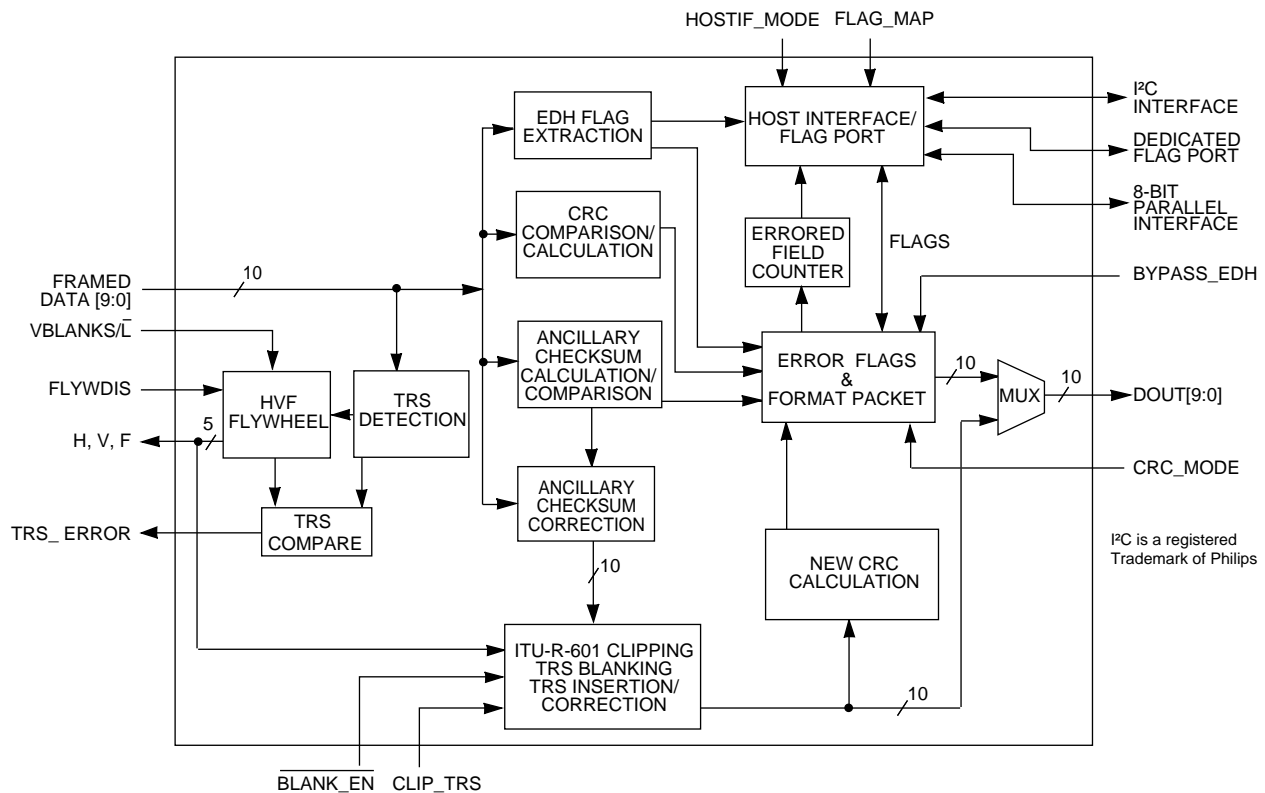 HOSTIF_MODE
FLAG_MAP
EDH FLAG
EXTRACTION
HOST INTERFACE/
FLAG PORT
I²C
INTERFACE
DEDICATED
FLAG PORT
8-BIT
PARALLEL
INTERFACE
CRC
COMPARISON/
CALCULATION
ERRORED
FIELD
COUNTER
FLAGS
FRAMED
DATA [9:0]
10
BYPASS_EDH
VBLANKS/L̅
ANCILLARY
CHECKSUM
CALCULATION/
COMPARISON
ERROR FLAGS
&
FORMAT PACKET
10
MUX
10
DOUT[9:0]
FLYWDIS
HVF
FLYWHEEL
TRS
DETECTION
5
H, V, F
CRC_MODE
ANCILLARY
CHECKSUM
CORRECTION
TRS_ ERROR
TRS
COMPARE
I²C is a registered
Trademark of Philips
10
NEW CRC
CALCULATION
ITU-R-601 CLIPPING
TRS BLANKING
TRS INSERTION/
CORRECTION
10
B̅L̅A̅N̅K̅_̅E̅N̅
CLIP_TRS